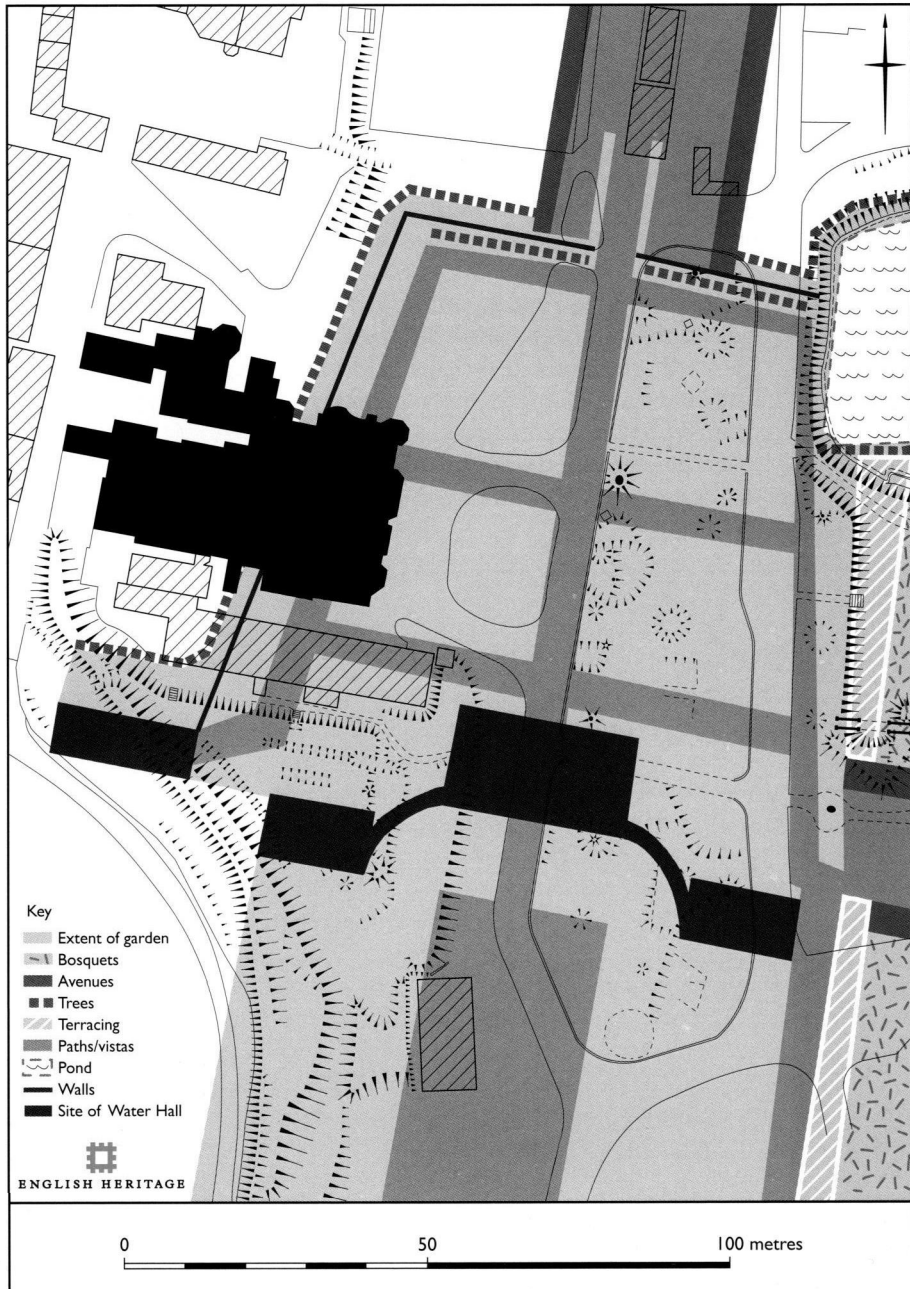 Key
Extent of garden
Bosquets
Avenues
Trees
Terracing
Paths/vistas
Pond
Walls
Site of Water Hall
ENGLISH HERITAGE
0 50 100 metres